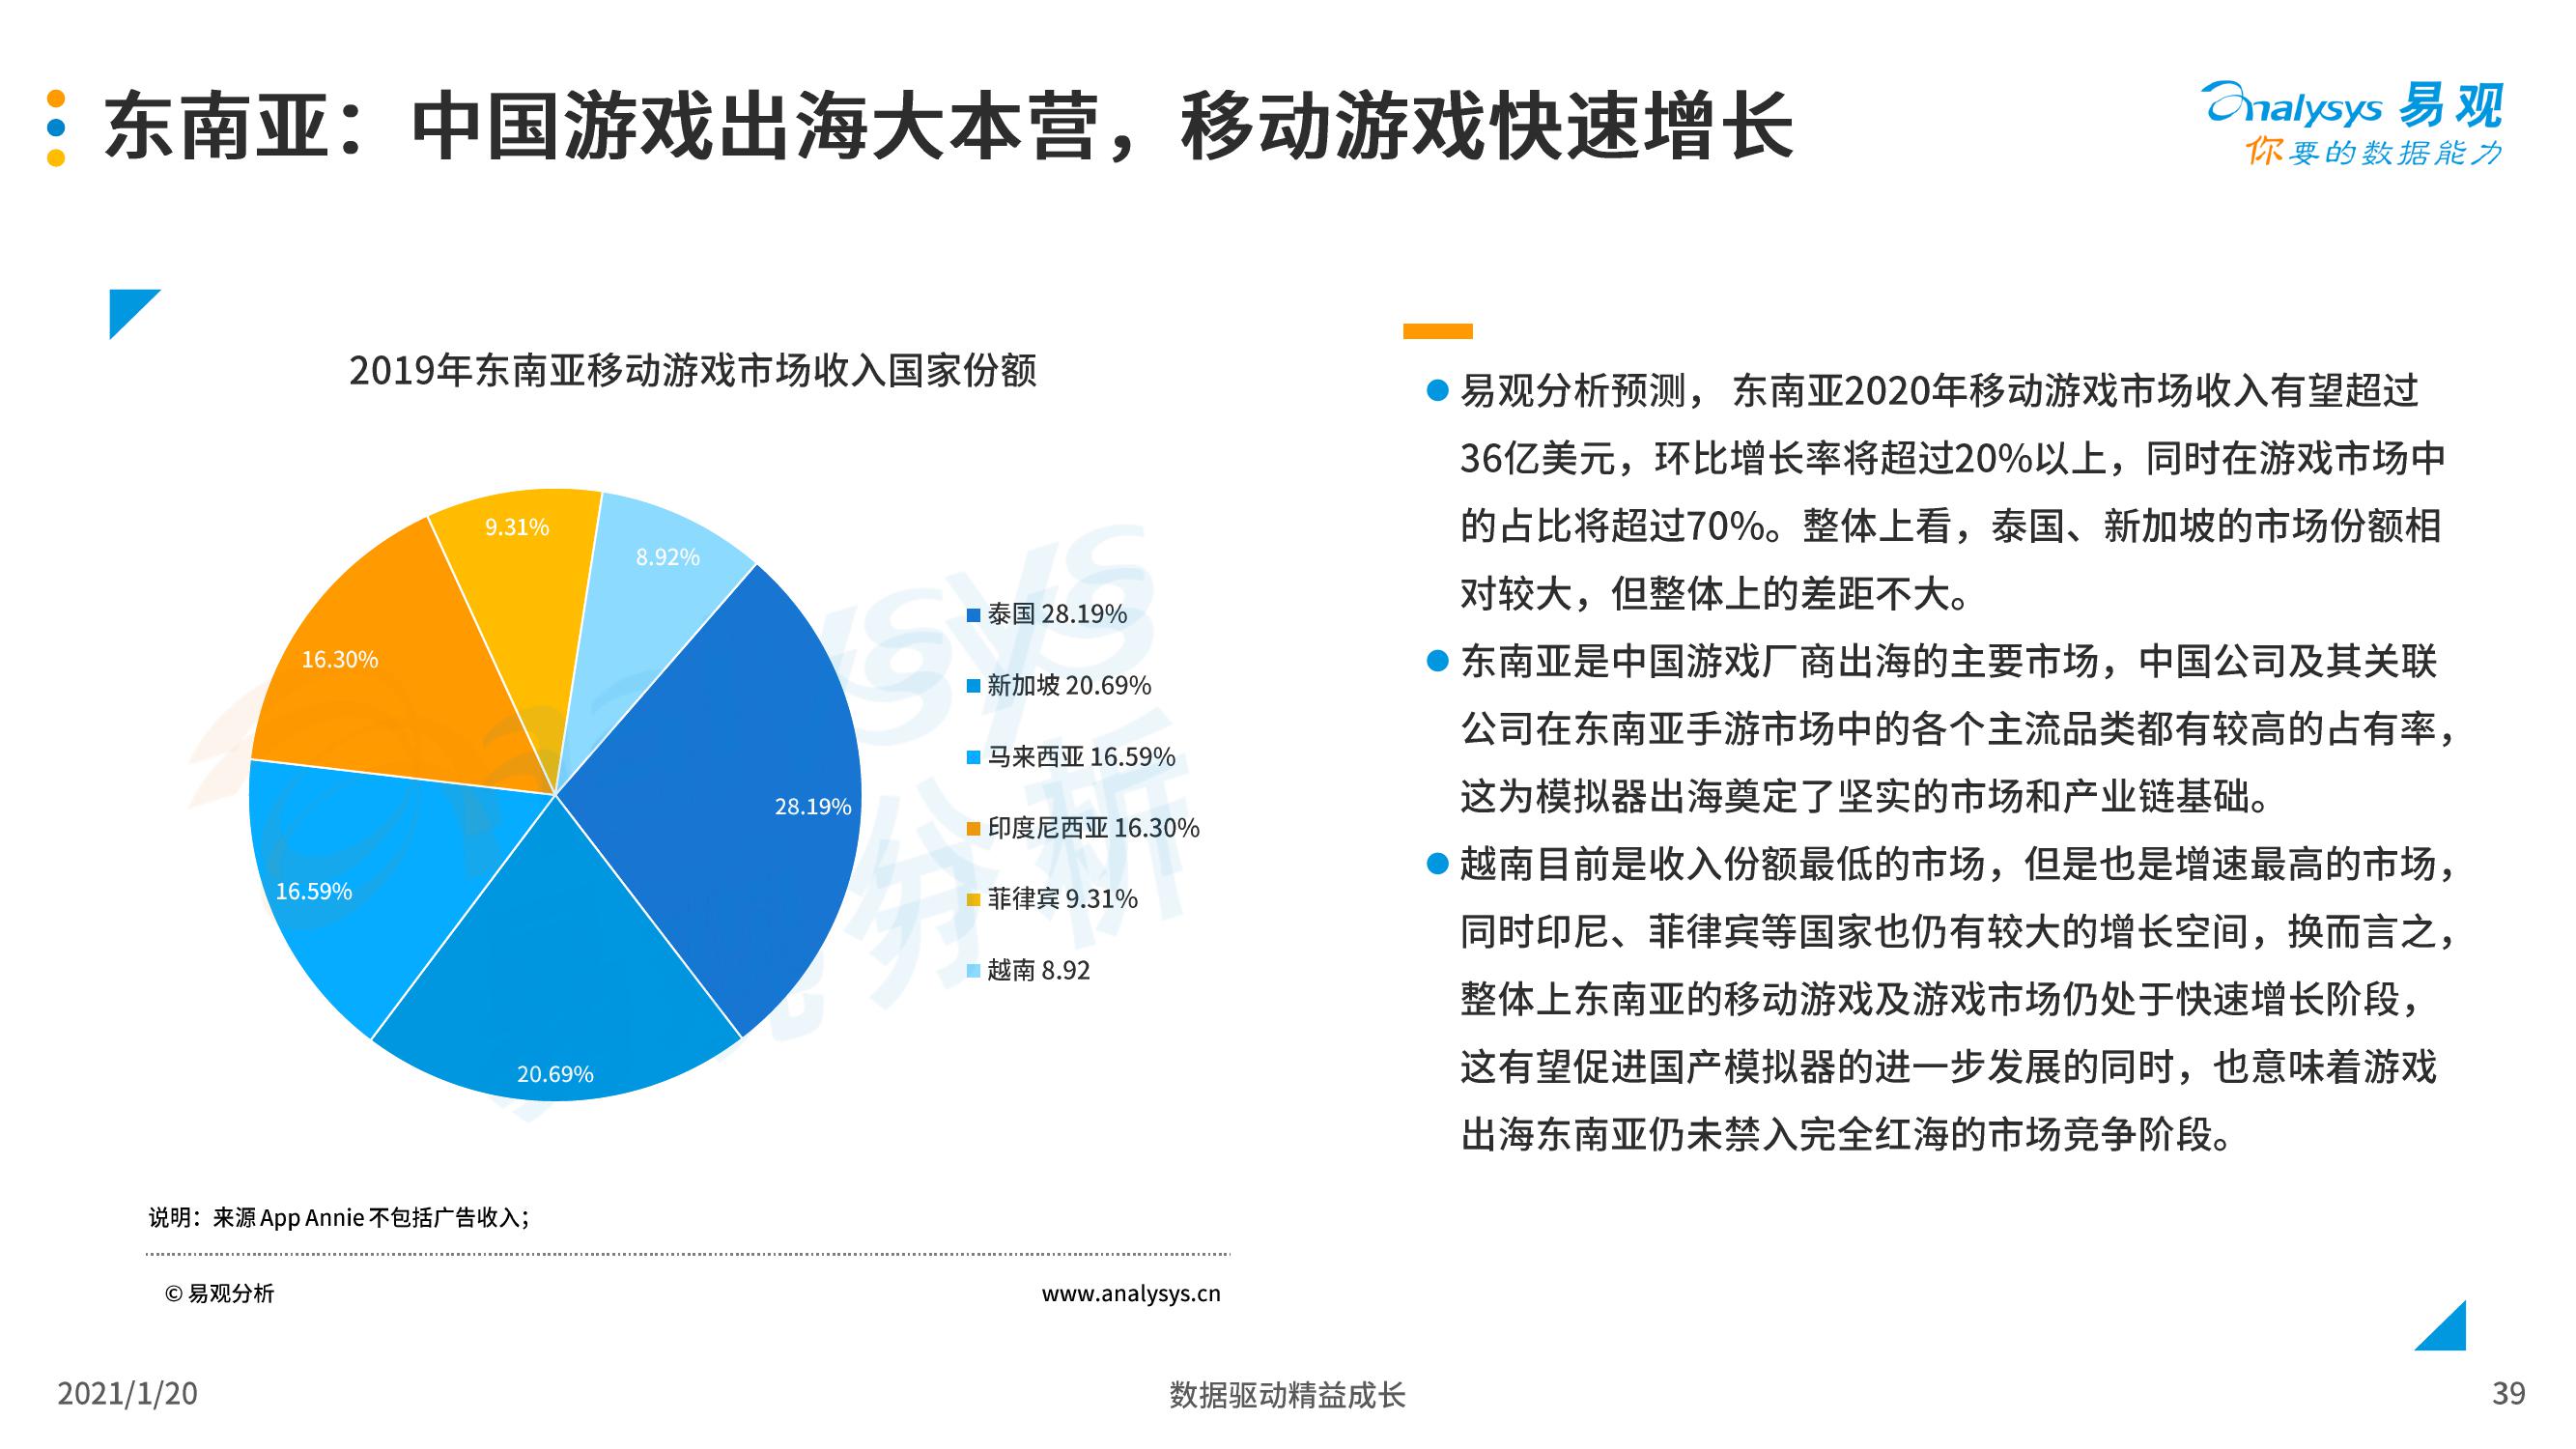 东南亚：中国游戏出海大本营，移动游戏快速增长
analysys 易观
你要的数据能力
2019年东南亚移动游戏市场收入国家份额
9.31%
8.92%
16.30%
28.19%
16.59%
20.69%
泰国 28.19%
新加坡 20.69%
马来西亚 16.59%
印度尼西亚 16.30%
菲律宾 9.31%
越南 8.92
说明：来源 App Annie 不包括广告收入；
© 易观分析
www.analysys.cn
易观分析预测， 东南亚2020年移动游戏市场收入有望超过
36亿美元，环比增长率将超过20%以上，同时在游戏市场中
的占比将超过70%。整体上看，泰国、新加坡的市场份额相
对较大，但整体上的差距不大。
东南亚是中国游戏厂商出海的主要市场，中国公司及其关联
公司在东南亚手游市场中的各个主流品类都有较高的占有率，
这为模拟器出海奠定了坚实的市场和产业链基础。
越南目前是收入份额最低的市场，但是也是增速最高的市场，
同时印尼、菲律宾等国家也仍有较大的增长空间，换而言之，
整体上东南亚的移动游戏及游戏市场仍处于快速增长阶段，
这有望促进国产模拟器的进一步发展的同时，也意味着游戏
出海东南亚仍未禁入完全红海的市场竞争阶段。
2021/1/20
数据驱动精益成长
39